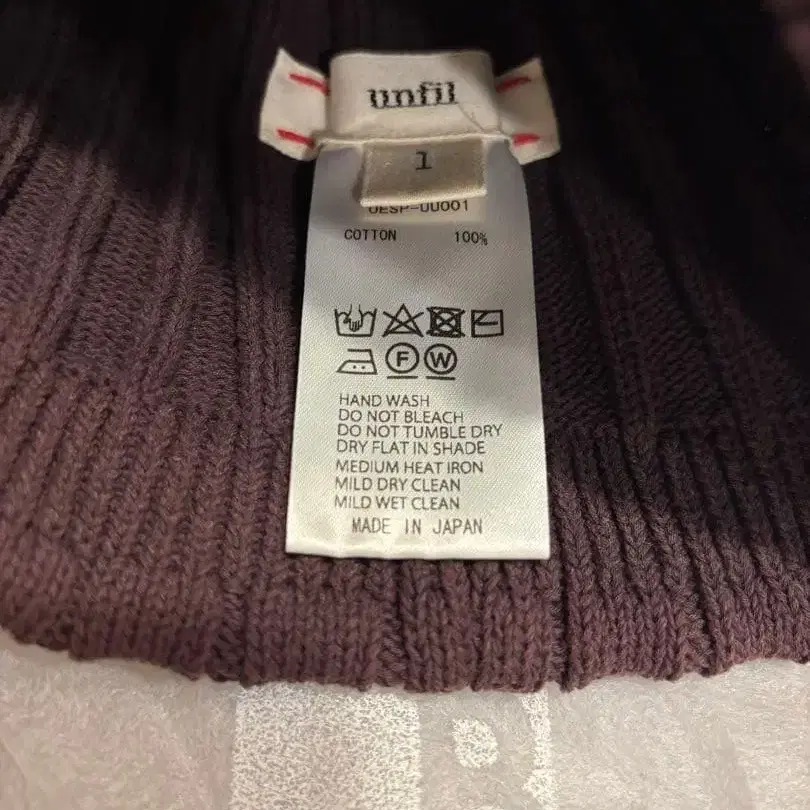 unfil
1
COTTON 100%
F W
HAND WASH
DO NOT BLEACH
DO NOT TUMBLE DRY
DRY FLAT IN SHADE
MEDIUM HEAT IRON
MILD DRY CLEAN
MILD WET CLEAN
MADE IN JAPAN